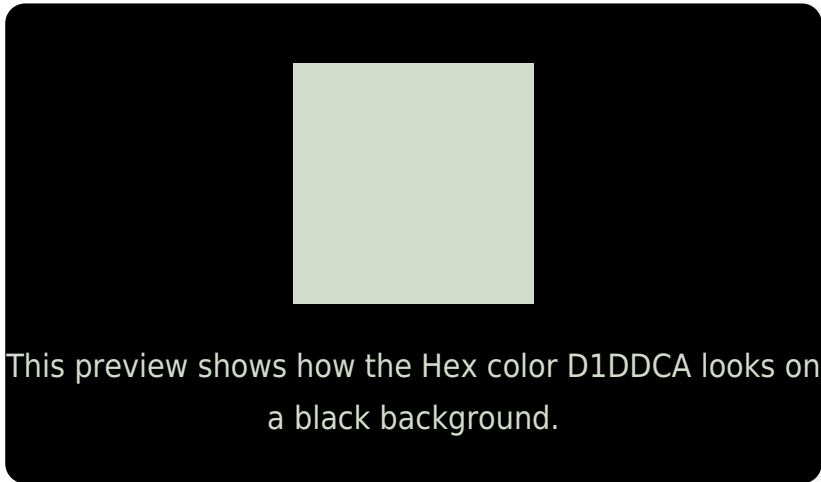 This preview shows how the Hex color D1DDCA looks on
a black background.